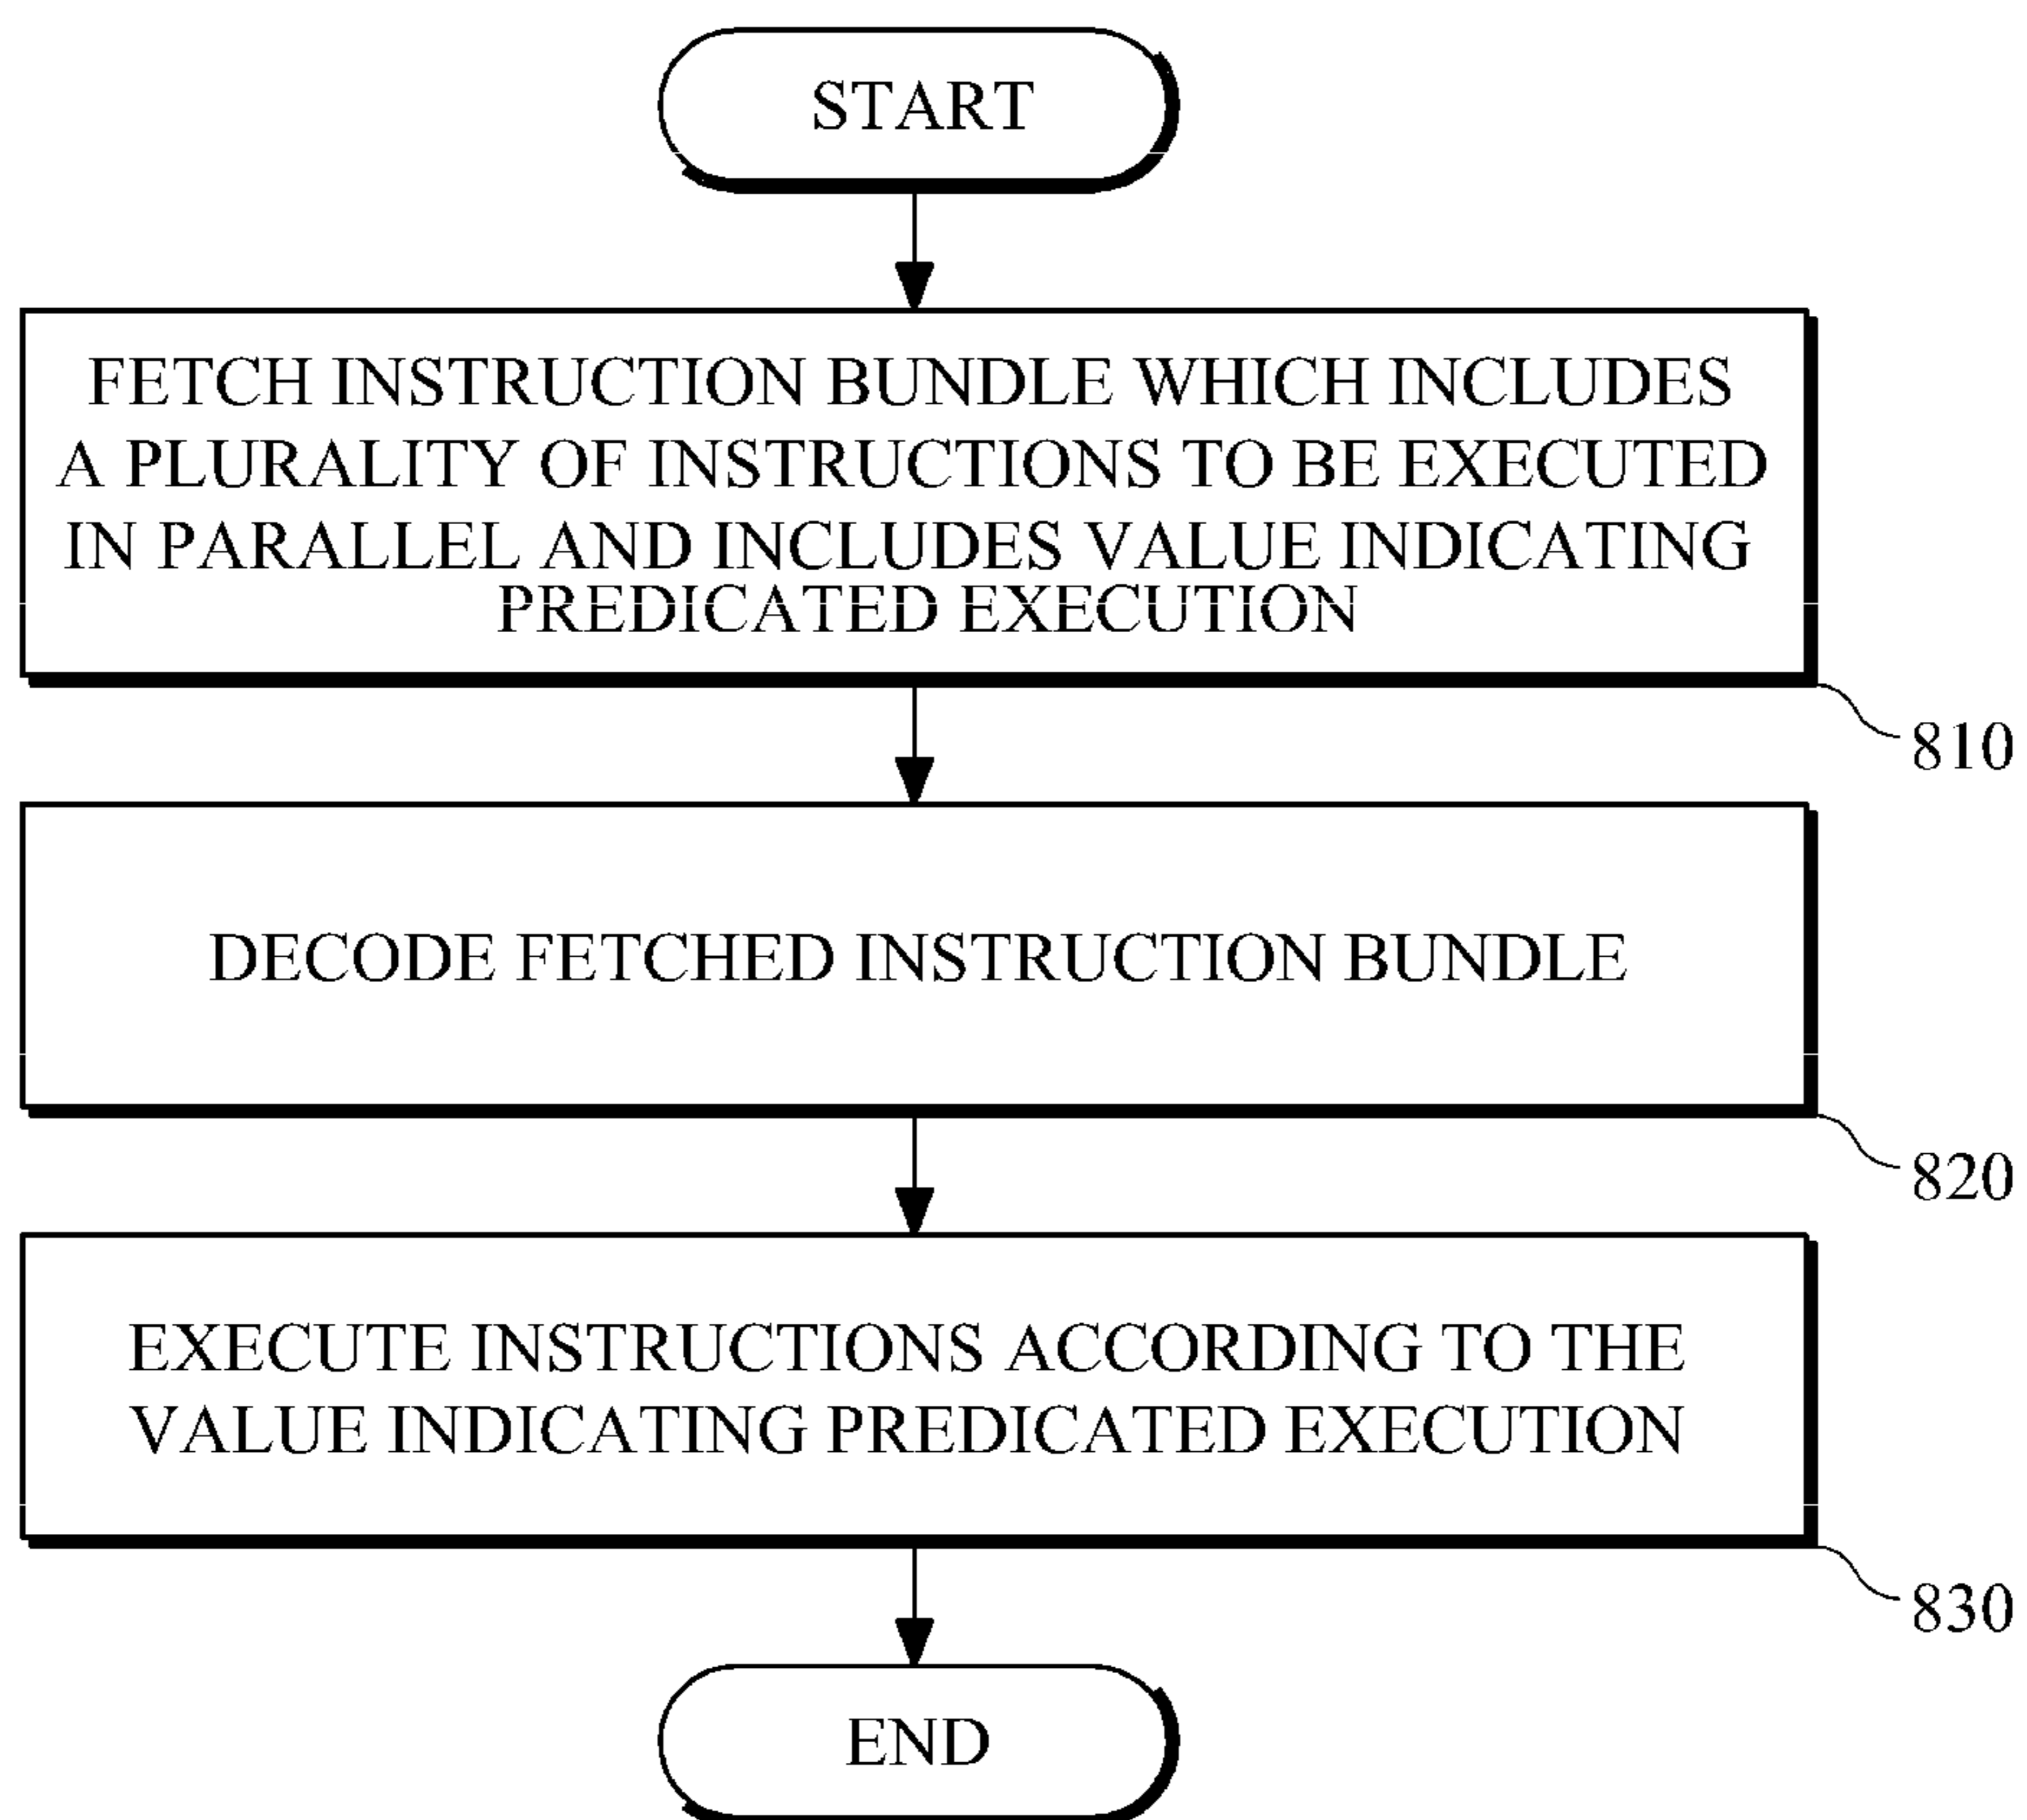 START
FETCH INSTRUCTION BUNDLE WHICH INCLUDES
A PLURALITY OF INSTRUCTIONS TO BE EXECUTED
IN PARALLEL AND INCLUDES VALUE INDICATING
PREDICATED EXECUTION
810
DECODE FETCHED INSTRUCTION BUNDLE
820
EXECUTE INSTRUCTIONS ACCORDING TO THE
VALUE INDICATING PREDICATED EXECUTION
830
END